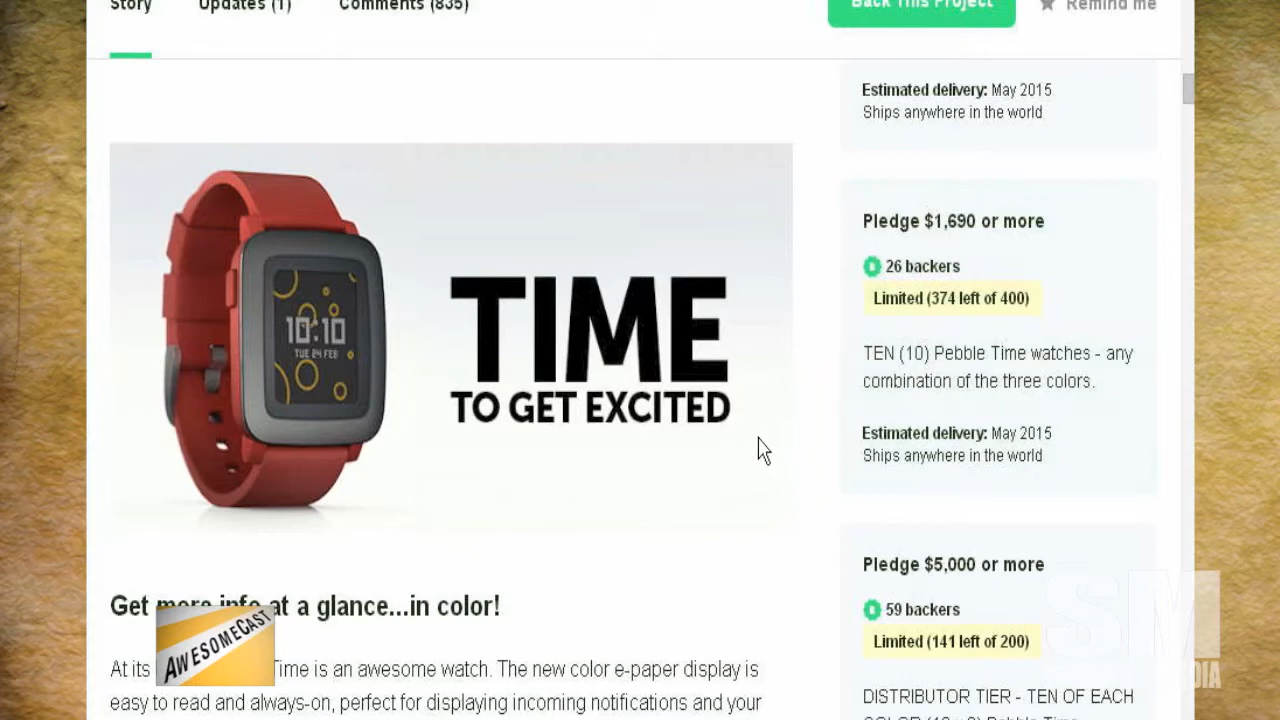 Story Updates (1) Comments (835) Back This Project Remind me
Estimated delivery: May 2015
Ships anywhere in the world
Pledge $1,690 or more
26 backers
Limited (374 left of 400)
TEN (10) Pebble Time watches - any
combination of the three colors.
Estimated delivery: May 2015
Ships anywhere in the world
Pledge $5,000 or more
59 backers
Limited (141 left of 200)
DISTRIBUTOR TIER - TEN OF EACH
10:10
TUE 24 FEB
TIME
TO GET EXCITED
Get more info at a glance...in color!
At its Time is an awesome watch. The new color e-paper display is
easy to read and always-on, perfect for displaying incoming notifications and your
AWESOMECAST
SM